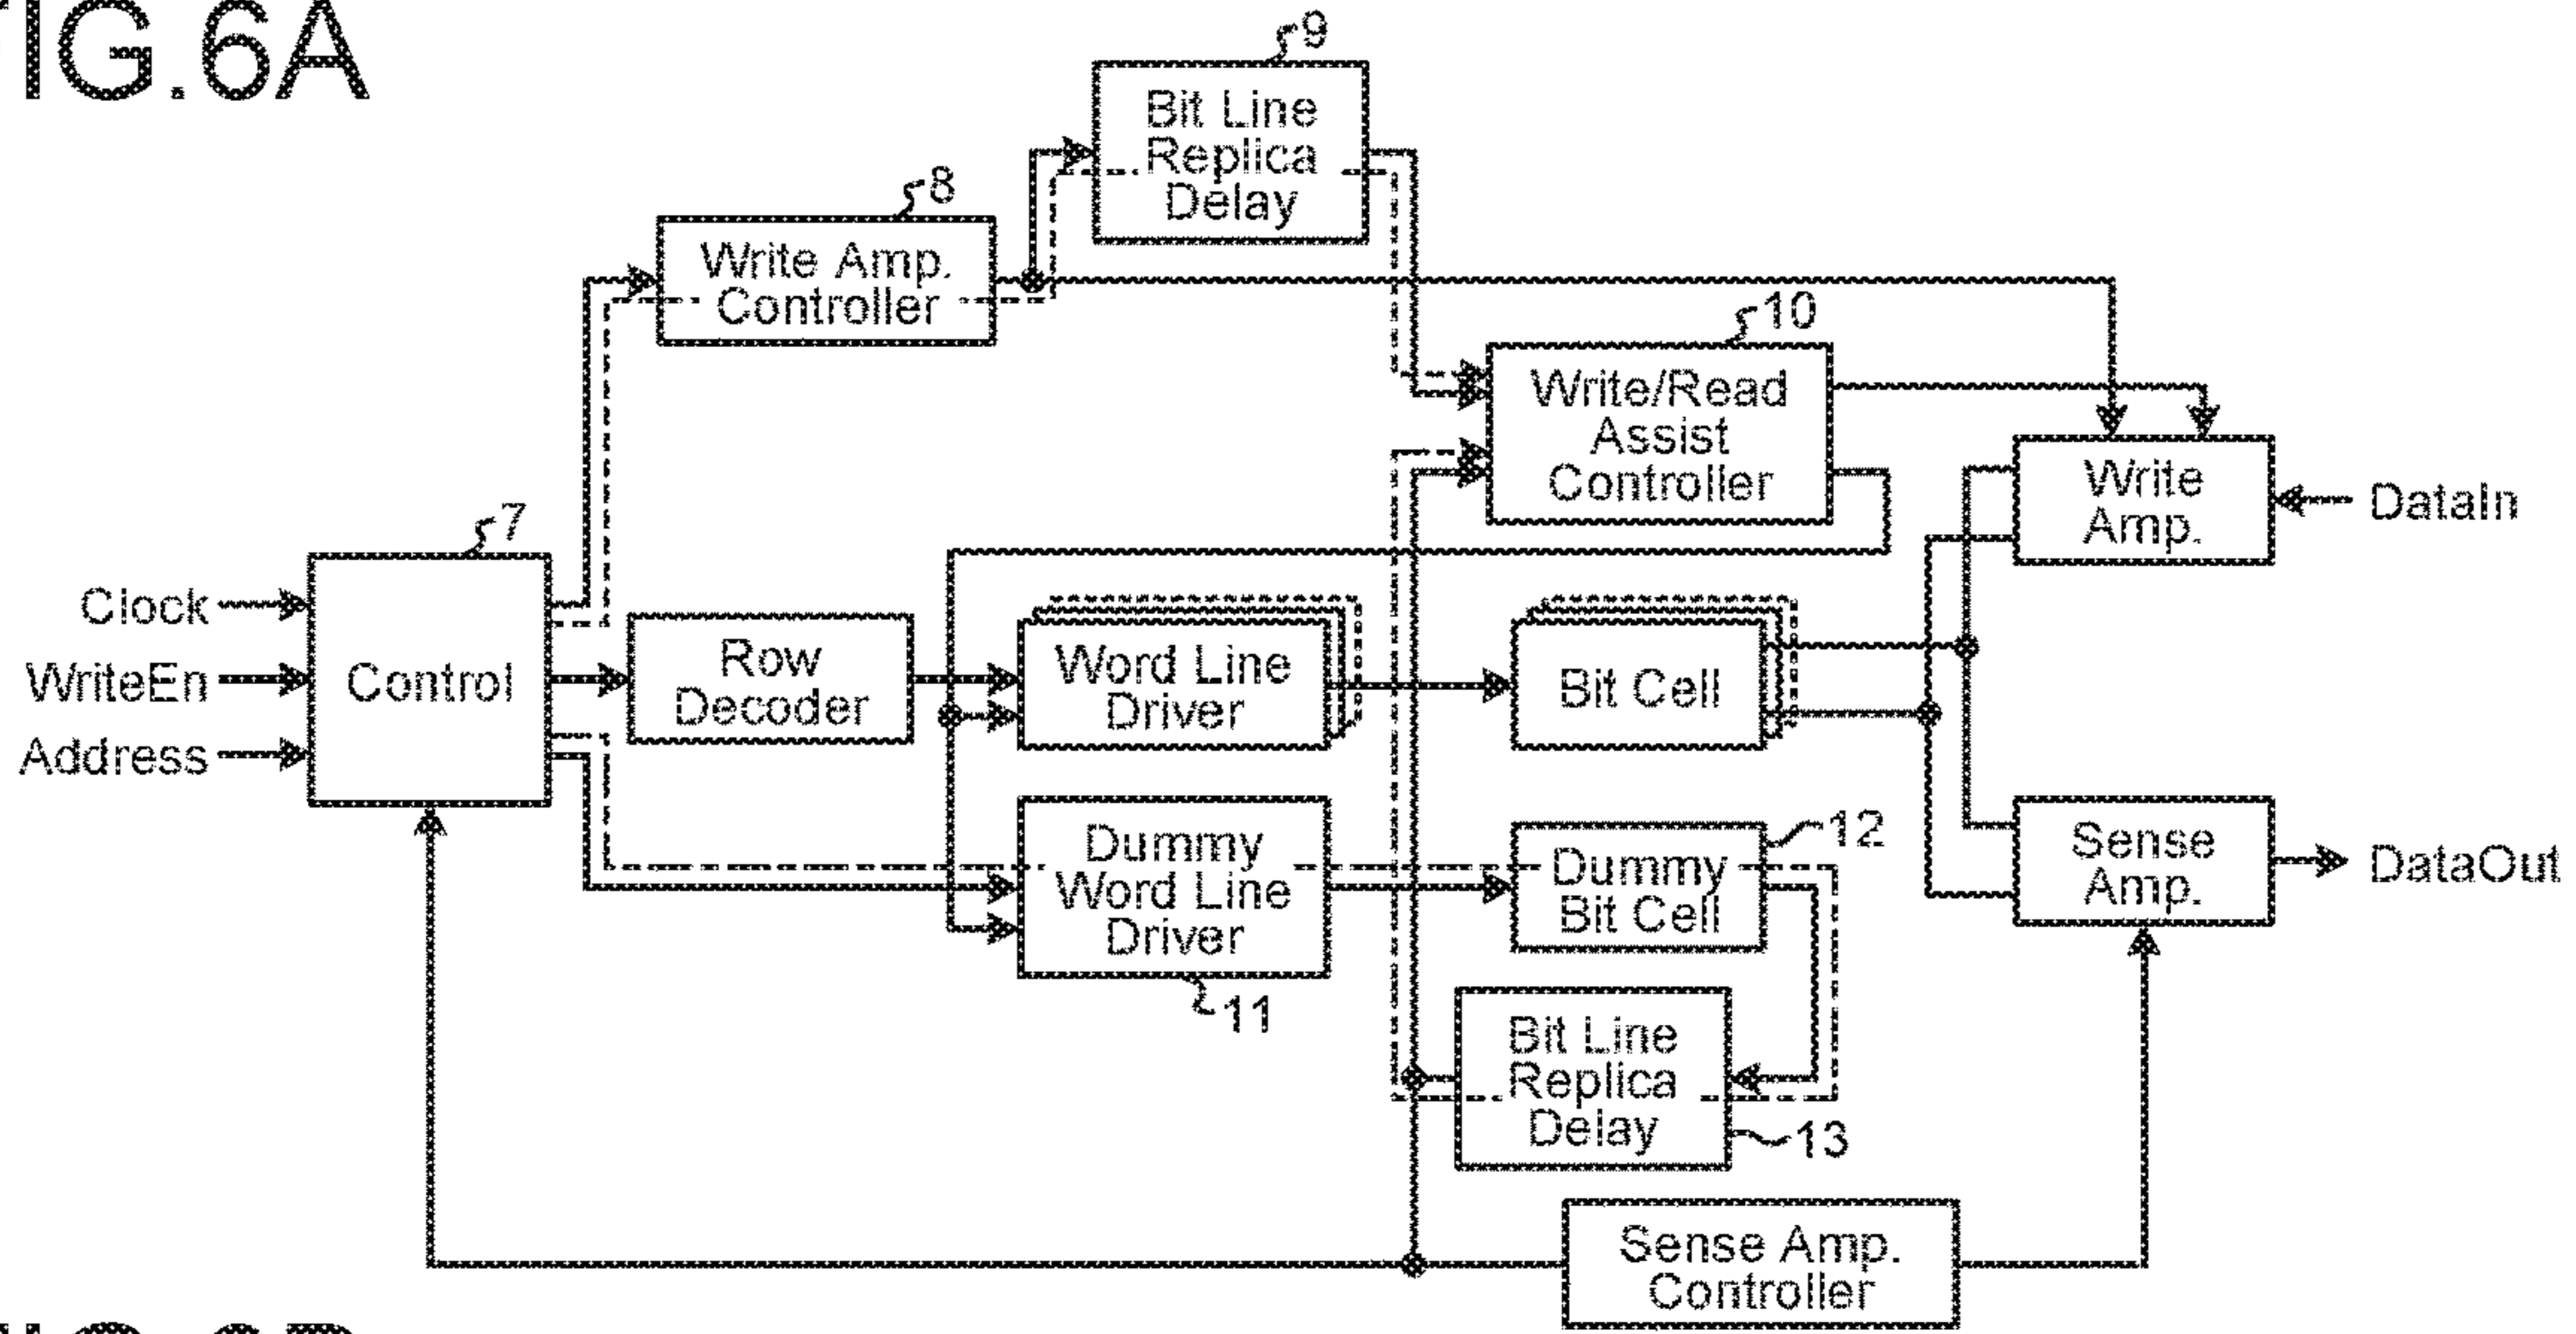 FIG.6A
9
Bit Line
Replica
Delay
8
Write Amp.
Controller
10
Write/Read
Assist
Controller
Write
Amp.
DataIn
7
Clock
WriteEn
Address
Control
Row
Decoder
Word Line
Driver
Bit Cell
Dummy
Word Line
Driver
11
12
Dummy
Bit Cell
Sense
Amp.
DataOut
Bit Line
Replica
Delay
13
Sense Amp.
Controller